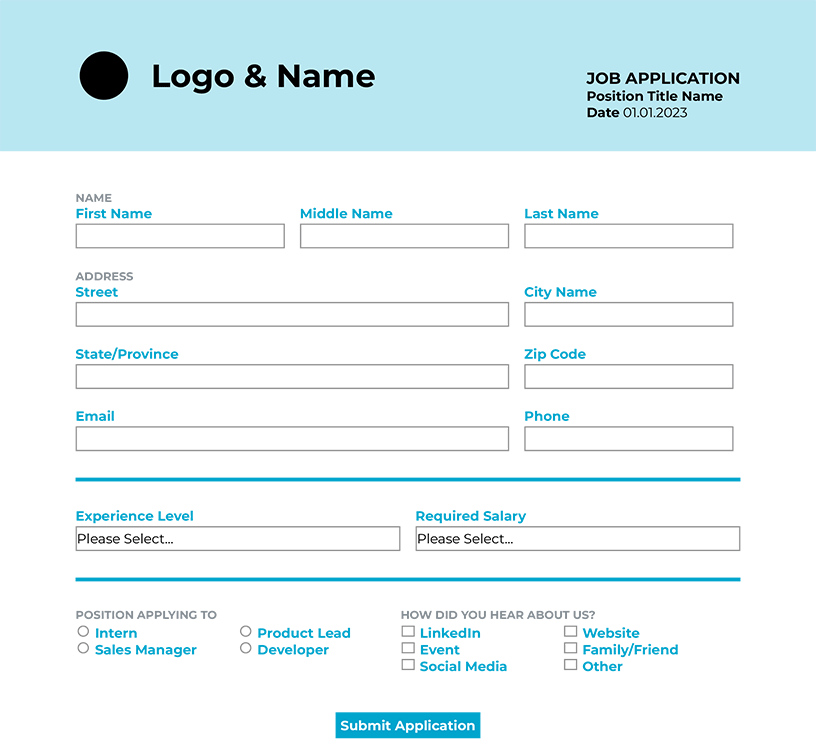 Logo & Name
JOB APPLICATION
Position Title Name
Date 01.01.2023
NAME
First Name Middle Name Last Name
ADDRESS
Street City Name
State/Province Zip Code
Email Phone
Experience Level Required Salary
Please Select... Please Select...
POSITION APPLYING TO HOW DID YOU HEAR ABOUT US?
Intern Product Lead LinkedIn Website
Sales Manager Developer Event Family/Friend
Social Media Other
Submit Application